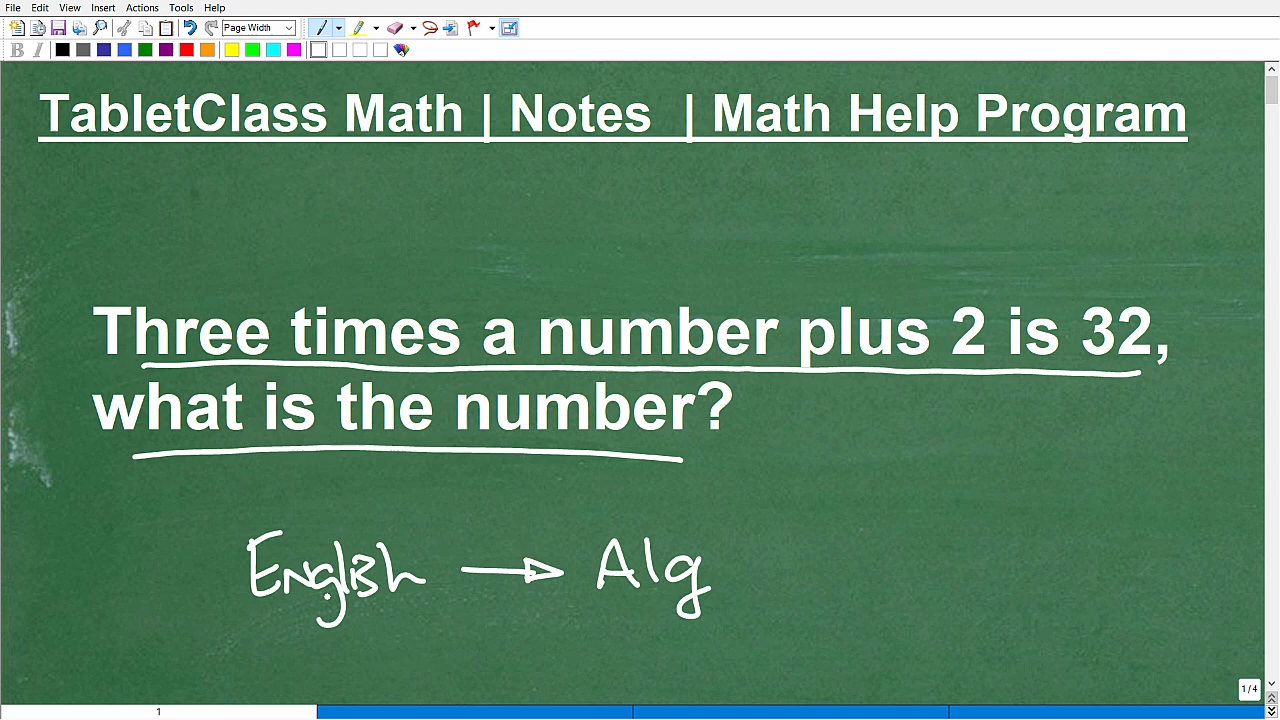 File Edit View Insert Actions Tools Help
Page Width
B I
TabletClass Math | Notes | Math Help Program
Three times a number plus 2 is 32,
what is the number?
English → Alg
1/4
1